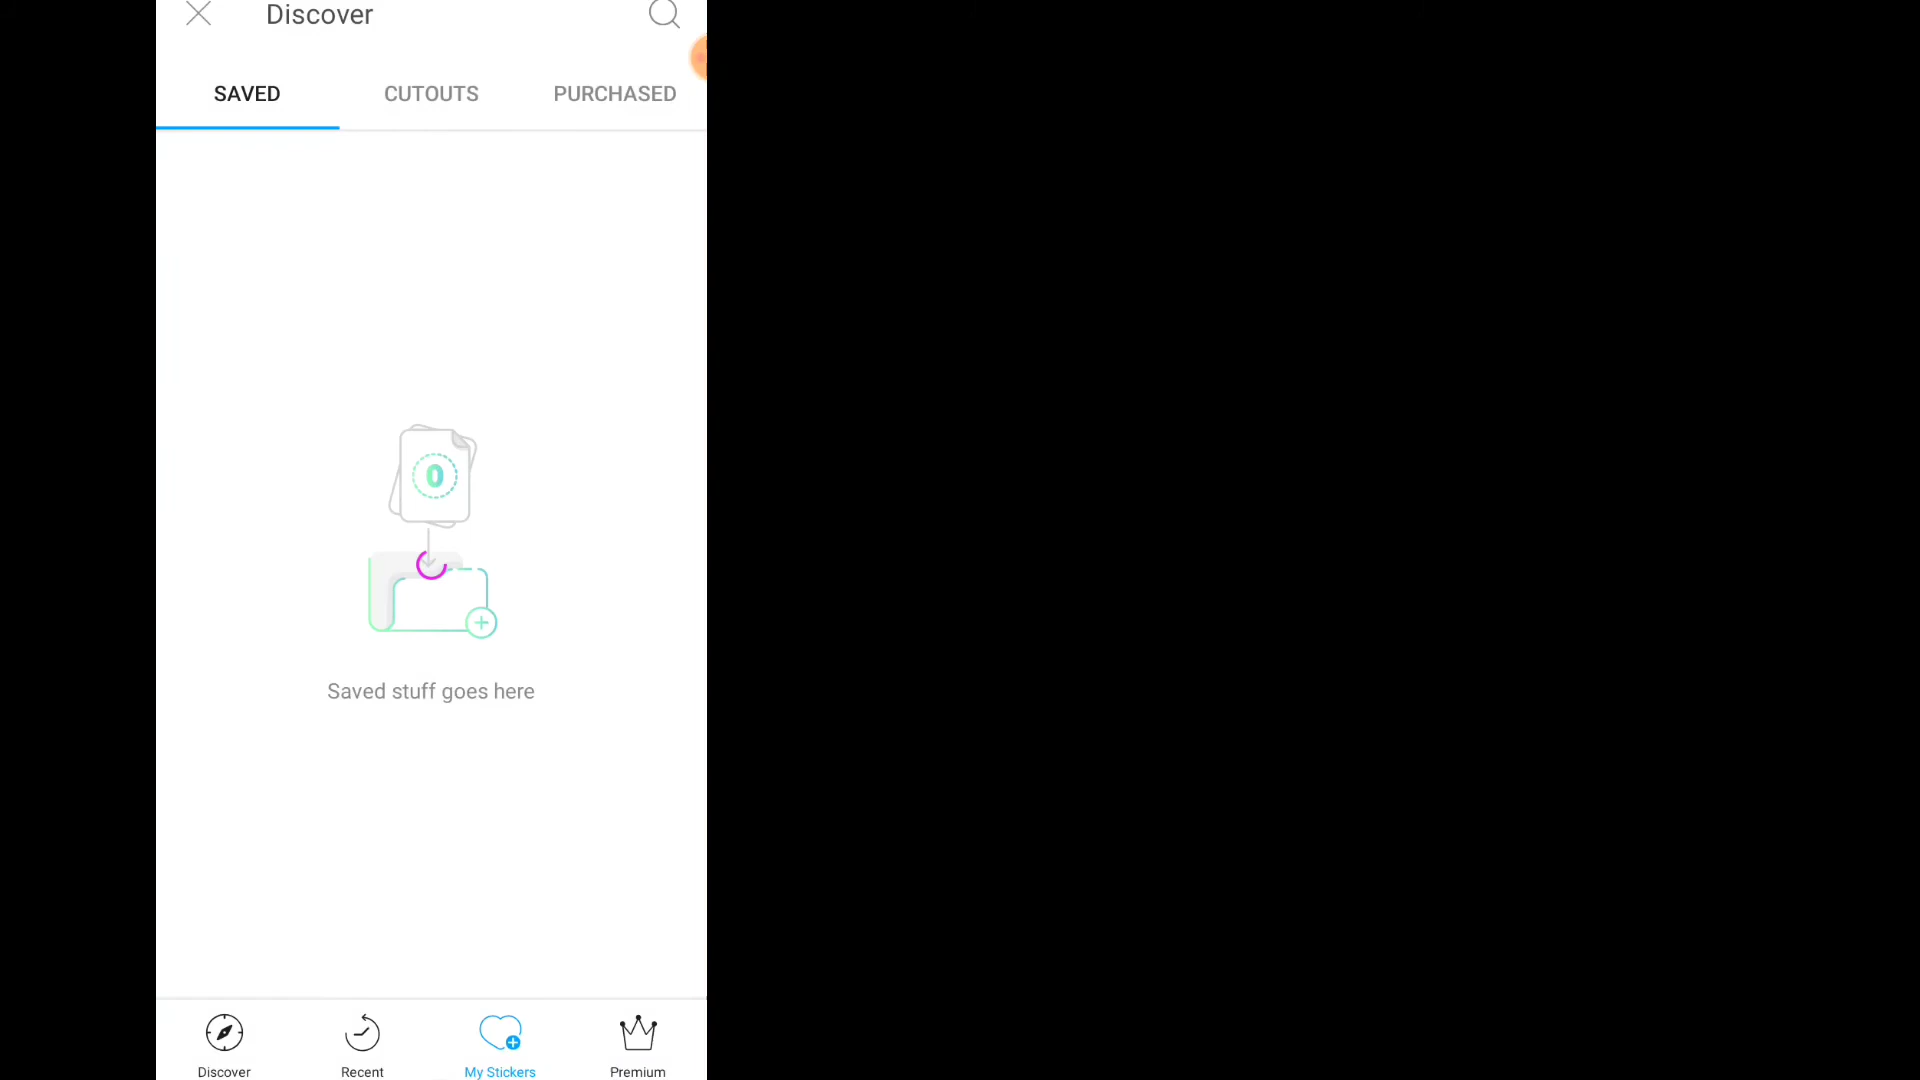 Discover
SAVED CUTOUTS PURCHASED
0
Saved stuff goes here
Discover Recent My Stickers Premium